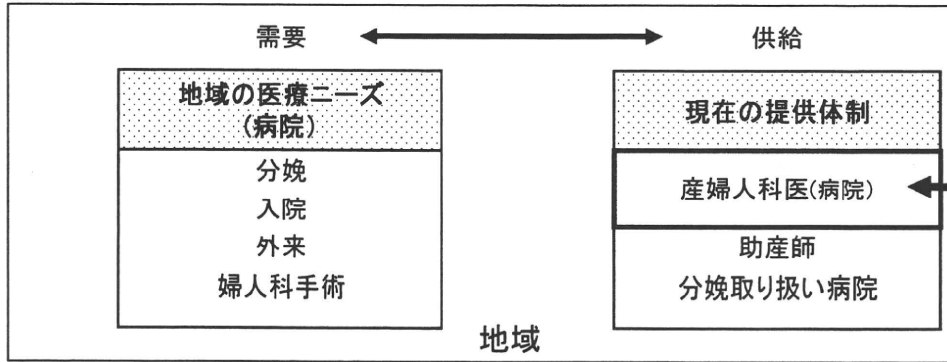 需要
供給
地域の医療ニーズ
(病院)
分娩
入院
外来
婦人科手術
現在の提供体制
産婦人科医(病院)
助産師
分娩取り扱い病院
地域